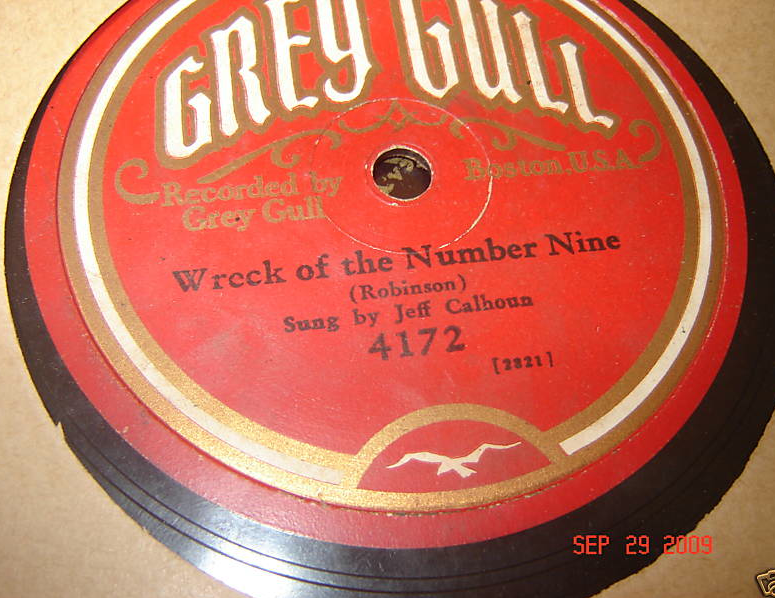 GREY GULL
Recorded by
Grey Gull
Boston, U.S.A.
Wreck of the Number Nine
(Robinson)
Sung by Jeff Calhoun
4172
[2821]
SEP 29 2009